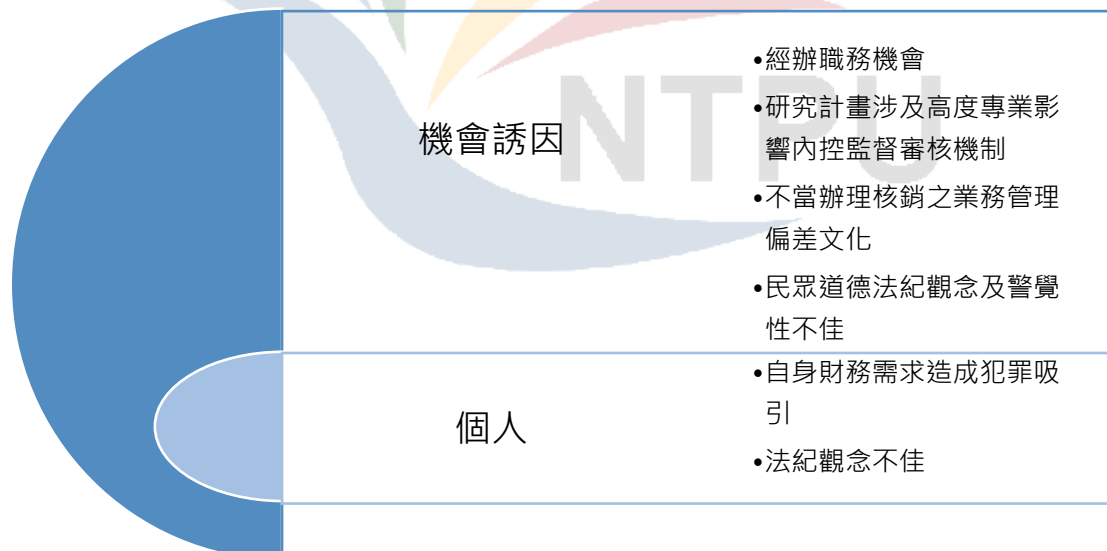 NTPU
機會誘因
•經辦職務機會
•研究計畫涉及高度專業影
響內控監督審核機制
•不當辦理核銷之業務管理
偏差文化
•民眾道德法紀觀念及警覺
性不佳
個人
•自身財務需求造成犯罪吸
引
•法紀觀念不佳